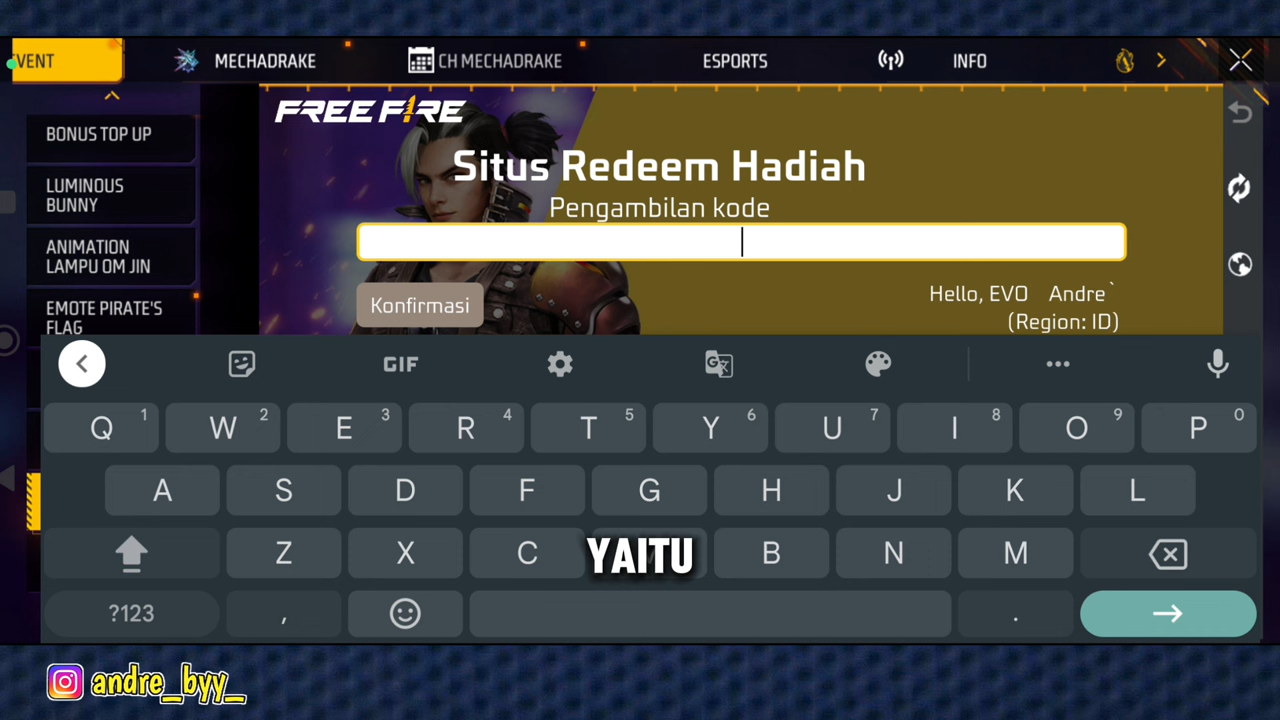 VENT
MECHADRAKE
CH MECHADRAKE
ESPORTS
INFO
BONUS TOP UP
LUMINOUS
BUNNY
ANIMATION
LAMPU OM JIN
EMOTE PIRATE'S
FLAG
FREE FIRE
Situs Redeem Hadiah
Pengambilan kode
Konfirmasi
Hello, EVO Andre`
(Region: ID)
GIF
Q 1 W 2 E 3 R 4 T 5 Y 6 U 7 I 8 O 9 P 0
A S D F G H J K L
Z X C B N M
YAITU
?123 , .
andre_byy_